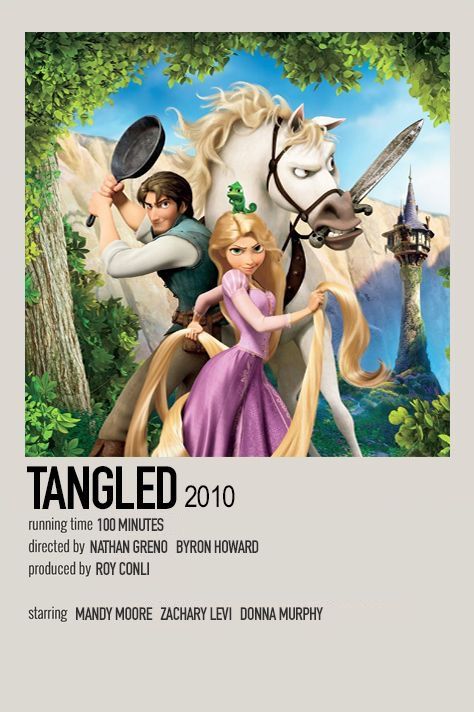 TANGLED 2010
running time 100 MINUTES
directed by NATHAN GRENO BYRON HOWARD
produced by ROY CONLI
starring MANDY MOORE ZACHARY LEVI DONNA MURPHY